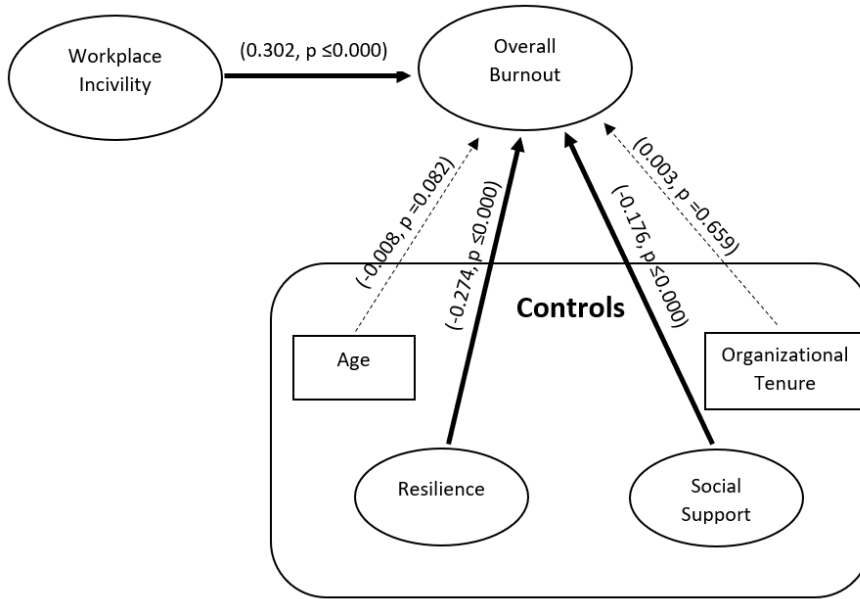 Workplace
Incivility
(0.302, p ≤0.000)
Overall
Burnout
(-0.008, p =0.082)
(-0.274, p ≤0.000)
(-0.176, p ≤0.000)
(0.003, p =0.659)
Controls
Age
Organizational
Tenure
Resilience
Social
Support